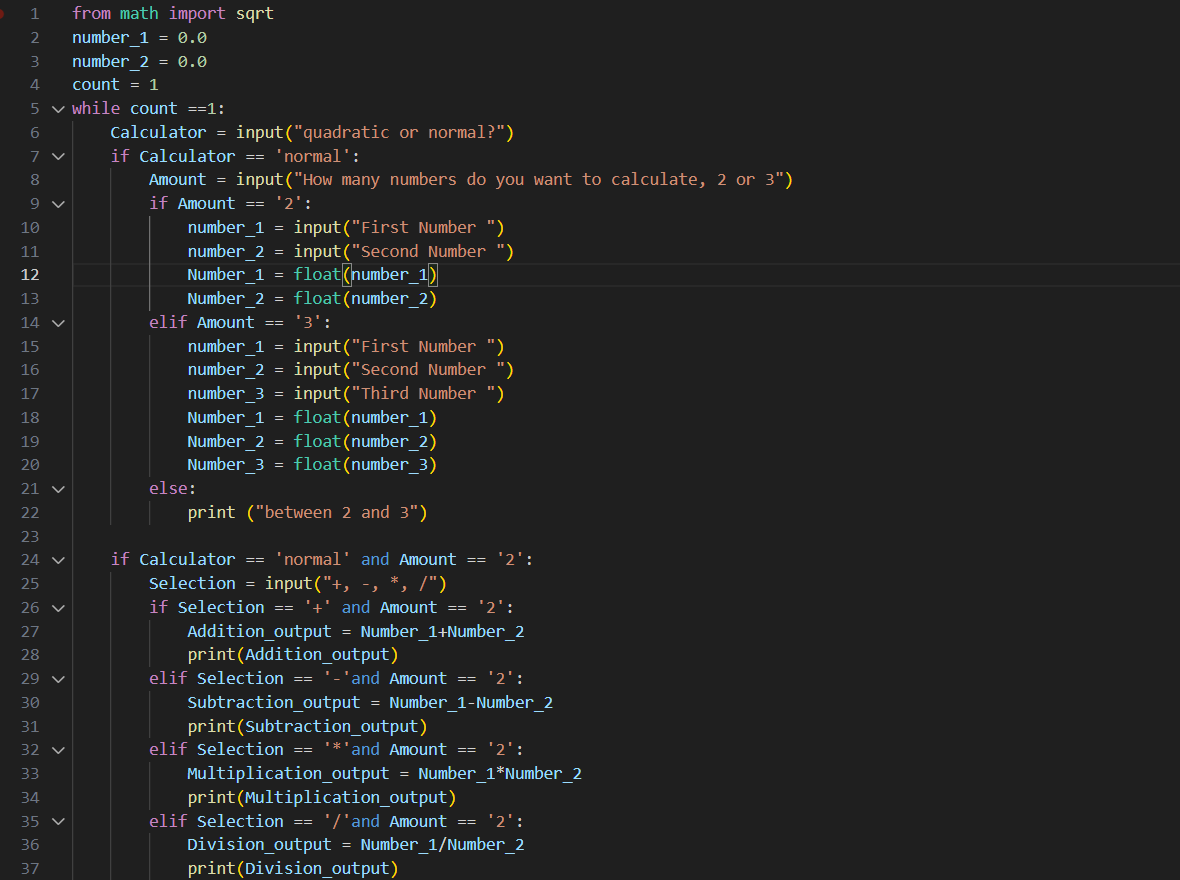 1 from math import sqrt
2 number_1 = 0.0
3 number_2 = 0.0
4 count = 1
5 while count ==1:
6     Calculator = input("quadratic or normal?")
7     if Calculator == 'normal':
8         Amount = input("How many numbers do you want to calculate, 2 or 3")
9         if Amount == '2':
10             number_1 = input("First Number ")
11             number_2 = input("Second Number ")
12             Number_1 = float(number_1)
13             Number_2 = float(number_2)
14         elif Amount == '3':
15             number_1 = input("First Number ")
16             number_2 = input("Second Number ")
17             number_3 = input("Third Number ")
18             Number_1 = float(number_1)
19             Number_2 = float(number_2)
20             Number_3 = float(number_3)
21         else:
22             print ("between 2 and 3")
23
24     if Calculator == 'normal' and Amount == '2':
25         Selection = input("+, -, *, /")
26         if Selection == '+' and Amount == '2':
27             Addition_output = Number_1+Number_2
28             print(Addition_output)
29         elif Selection == '-'and Amount == '2':
30             Subtraction_output = Number_1-Number_2
31             print(Subtraction_output)
32         elif Selection == '*'and Amount == '2':
33             Multiplication_output = Number_1*Number_2
34             print(Multiplication_output)
35         elif Selection == '/'and Amount == '2':
36             Division_output = Number_1/Number_2
37             print(Division_output)